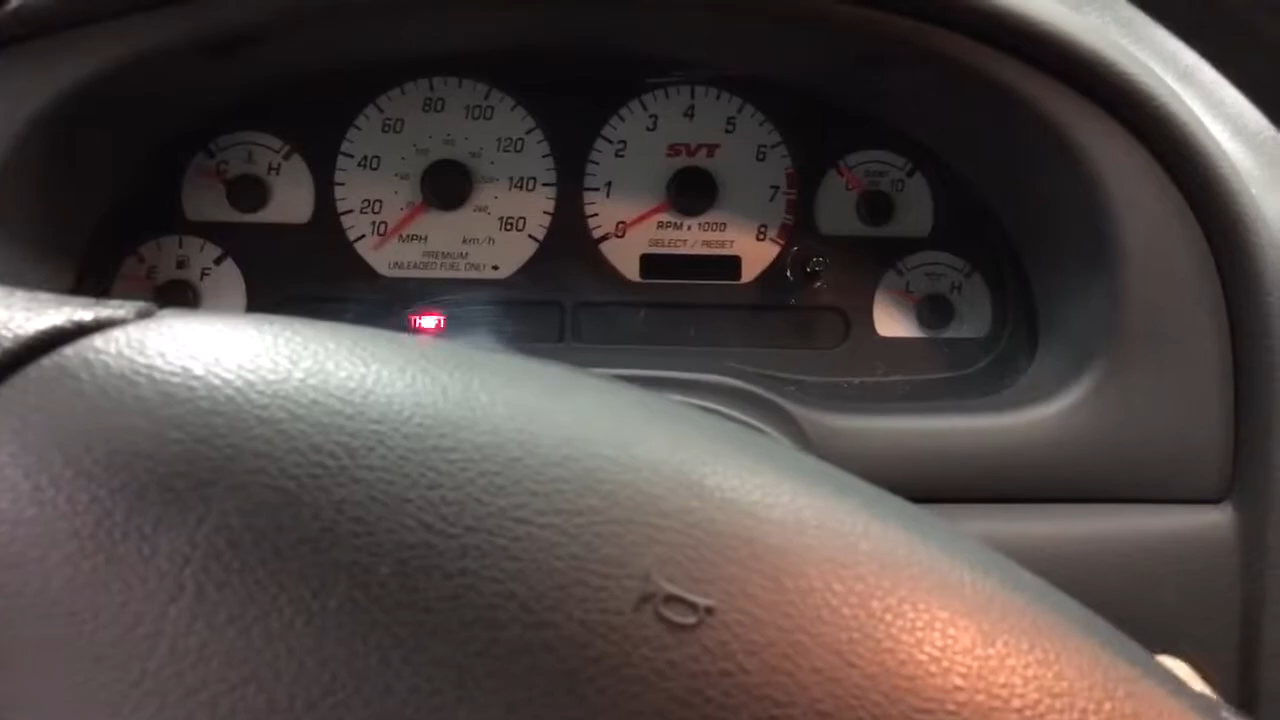 80
60
100
40
120
20
140
10
160
MPH
km/h
PREMIUM
UNLEADED FUEL ONLY
4
3
5
2
SVT
6
1
7
0
8
RPM x 1000
SELECT / RESET
C H
E F
0 10
L H
THEFT